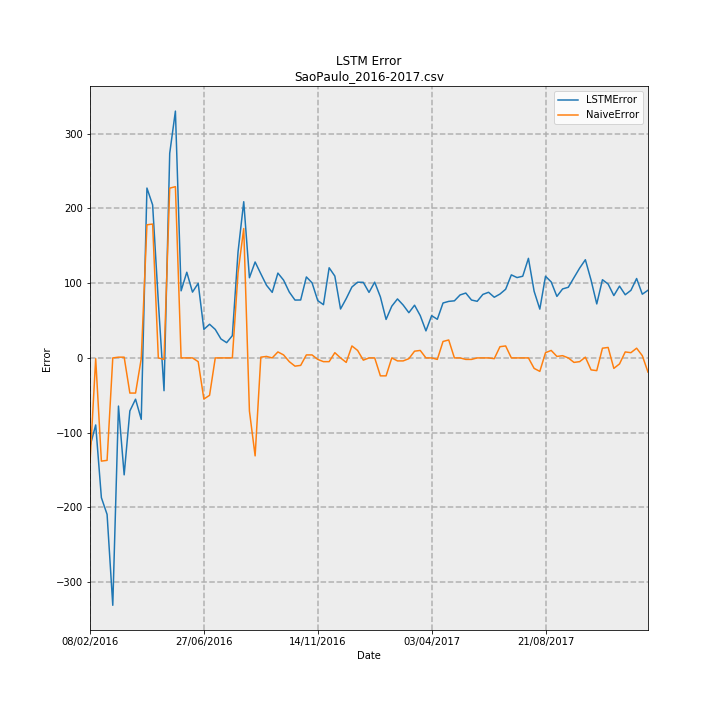 LSTM Error
SaoPaulo_2016-2017.csv
LSTMError
NaiveError
300
200
100
0
−100
−200
−300
Error
08/02/2016 27/06/2016 14/11/2016 03/04/2017 21/08/2017
Date